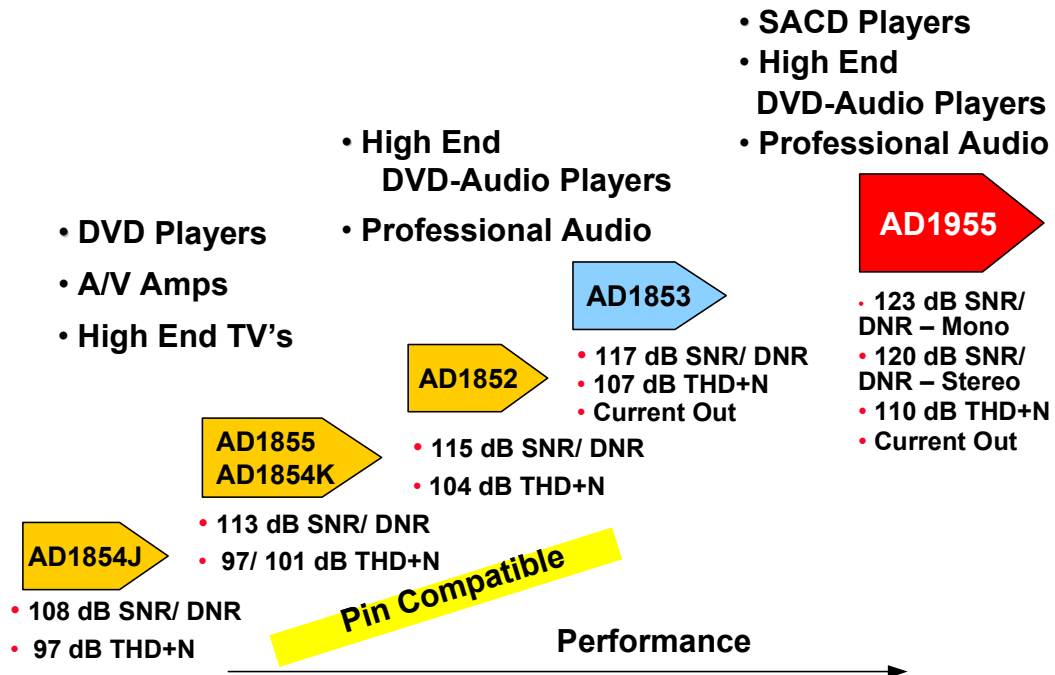 • SACD Players
• High End
DVD-Audio Players
• Professional Audio
• High End
DVD-Audio Players
• Professional Audio
• DVD Players
• A/V Amps
• High End TV's
AD1955
• 123 dB SNR/
DNR – Mono
• 120 dB SNR/
DNR – Stereo
• 110 dB THD+N
• Current Out
AD1853
• 117 dB SNR/ DNR
• 107 dB THD+N
• Current Out
AD1852
• 115 dB SNR/ DNR
• 104 dB THD+N
AD1855
AD1854K
• 113 dB SNR/ DNR
• 97/ 101 dB THD+N
AD1854J
• 108 dB SNR/ DNR
• 97 dB THD+N
Pin Compatible
Performance